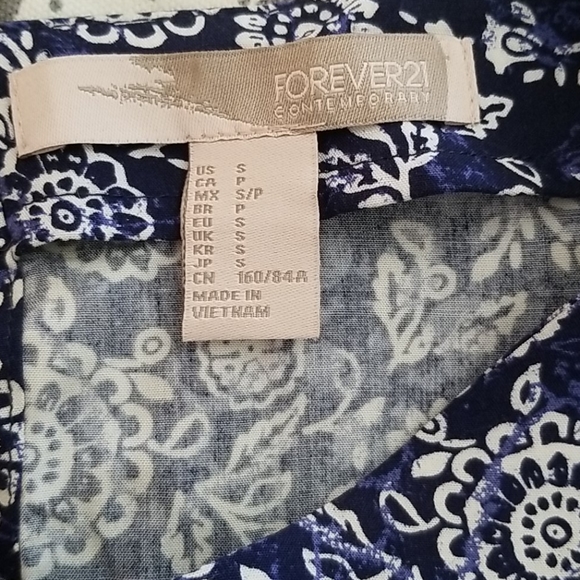 FOREVER21
CONTEMPORARY
US S
CA P
MX S/P
BR P
EU S
UK S
KR S
JP S
CN 160/84A
MADE IN
VIETNAM